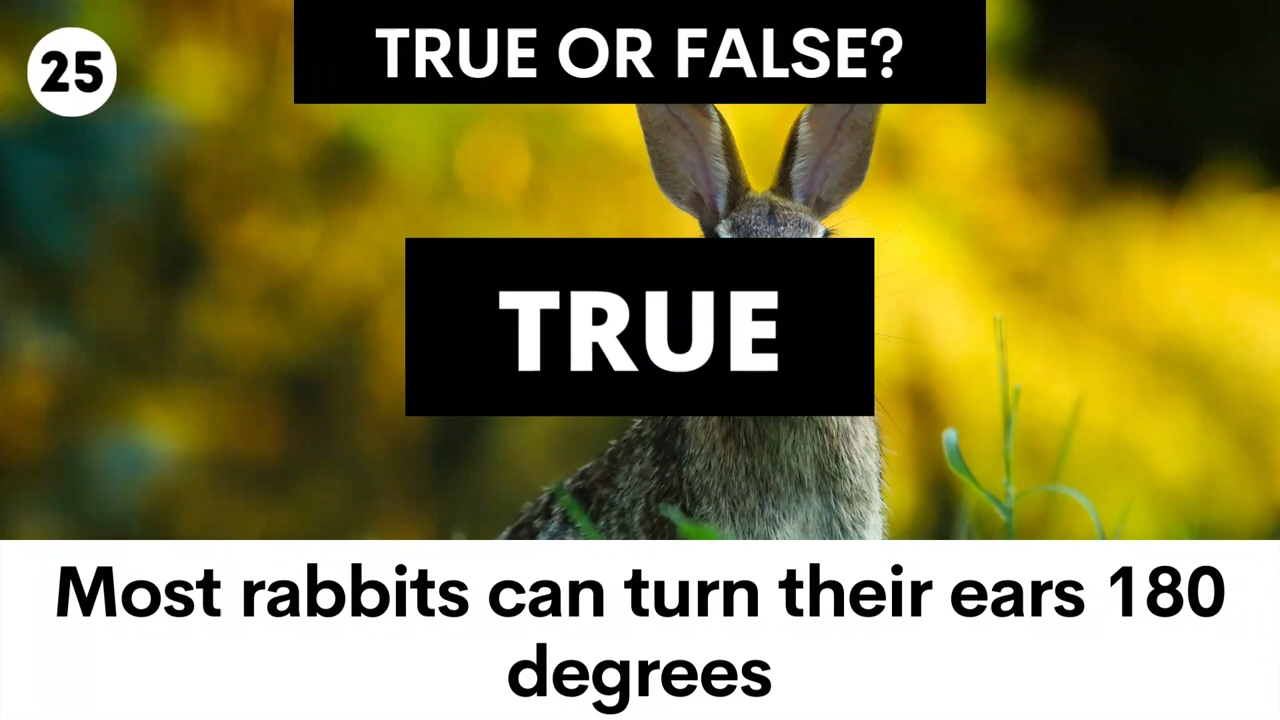 25
TRUE OR FALSE?
TRUE
Most rabbits can turn their ears 180
degrees